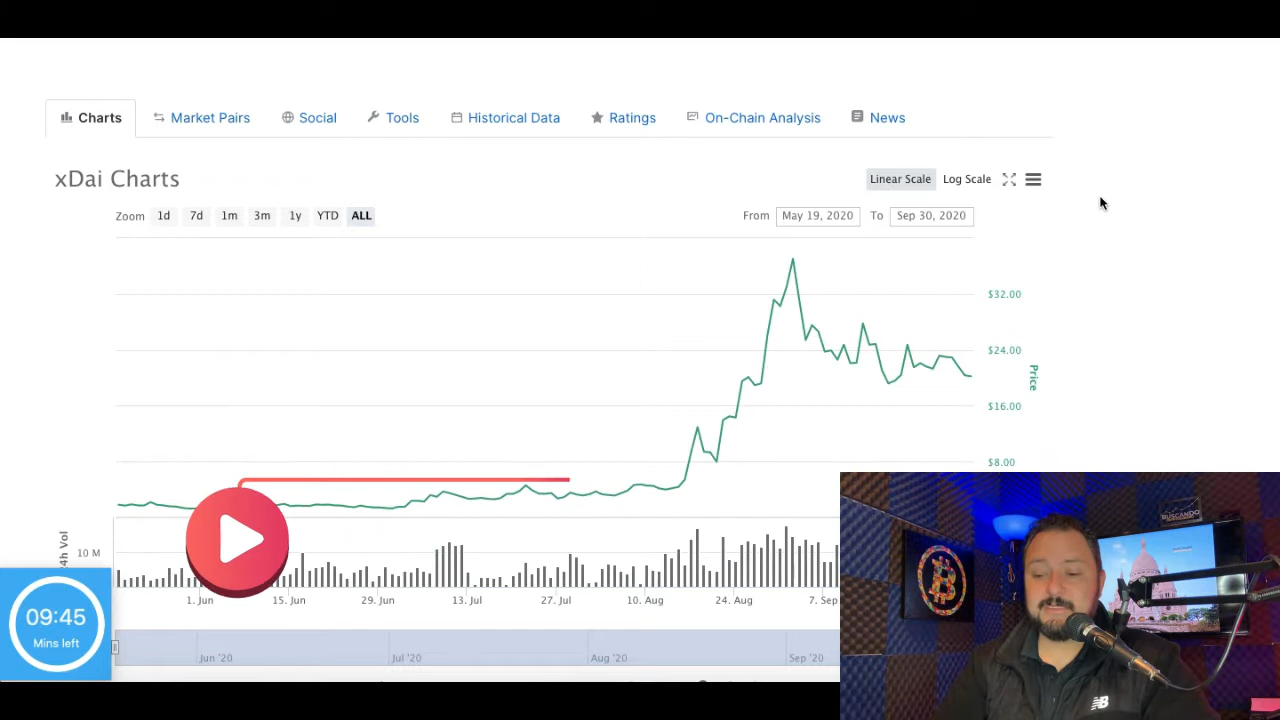 Charts Market Pairs Social Tools Historical Data Ratings On-Chain Analysis News
xDai Charts
Linear Scale Log Scale
Zoom 1d 7d 1m 3m 1y YTD ALL
From May 19, 2020 To Sep 30, 2020
$32.00
$24.00
Price
$16.00
$8.00
24h Vol
10 M
1. Jun 15. Jun 29. Jun 13. Jul 27. Jul 10. Aug 24. Aug 7. Sep
Jun '20 Jul '20 Aug '20 Sep '20
09:45
Mins left
BUSCANDO
NB